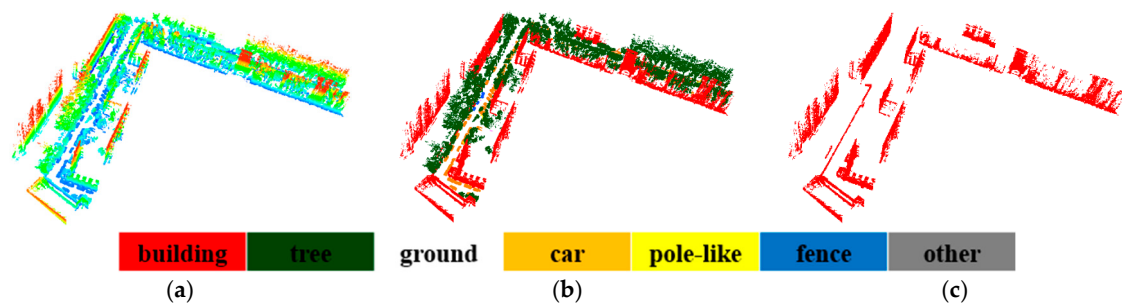 building tree ground car pole-like fence other
(a) (b) (c)